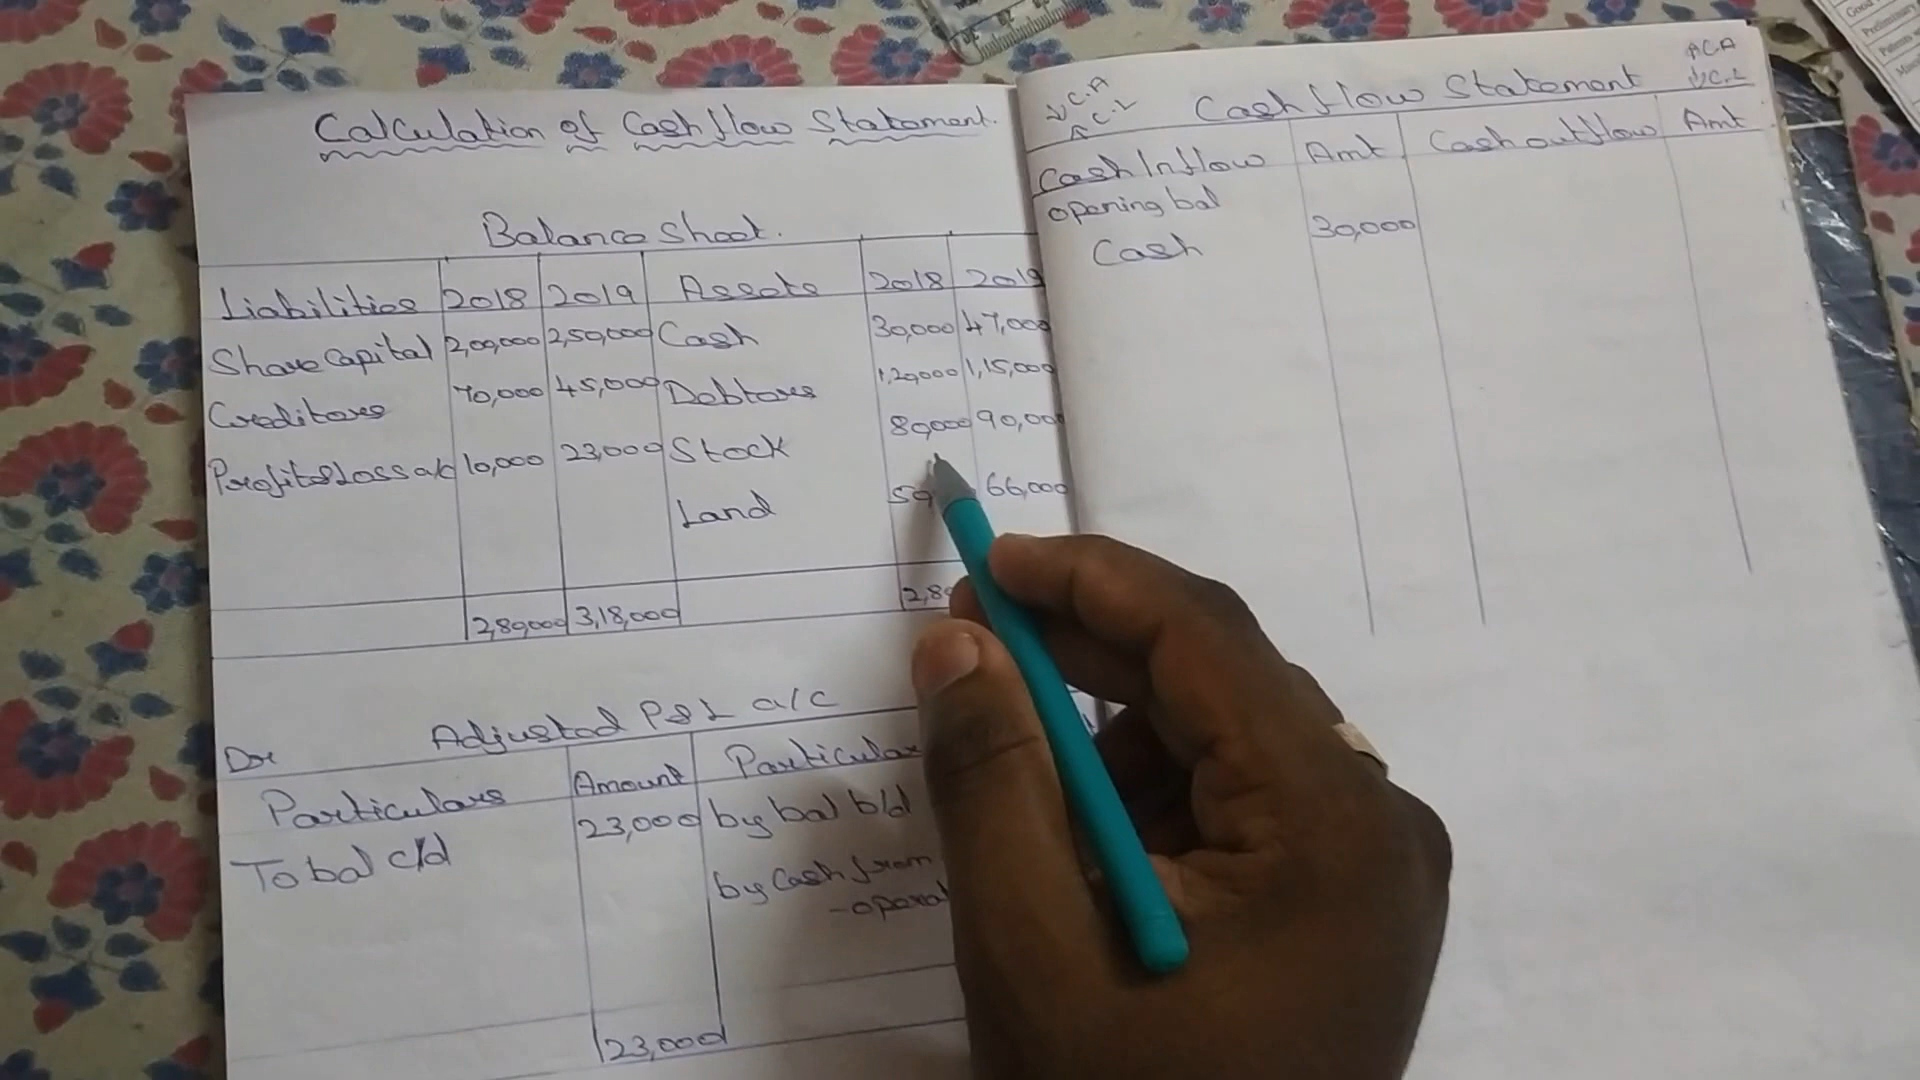 Calculation of Cash flow Statement.
Balance Sheet.
Liabilities 2018 2019 Assets 2018 2019
Share Capital 2,00,000 2,50,000 Cash 30,000 47,000
Creditors 70,000 45,000 Debtors 1,20,000 1,15,000
Profit & Loss a/c 10,000 23,000 Stock 80,000 90,000
Land 66,000
2,80,000 3,18,000
Adjusted P & L a/c
Dr
Particulars Amount
To bal c/d 23,000 by bal b/d
by Cash from
23,000
↓ C.A
↑ C.L
Cash flow Statement
↑ C.A
↓ C.L
Cash Inflow Amt Cash outflow Amt
Opening bal
Cash 30,000
Preliminary